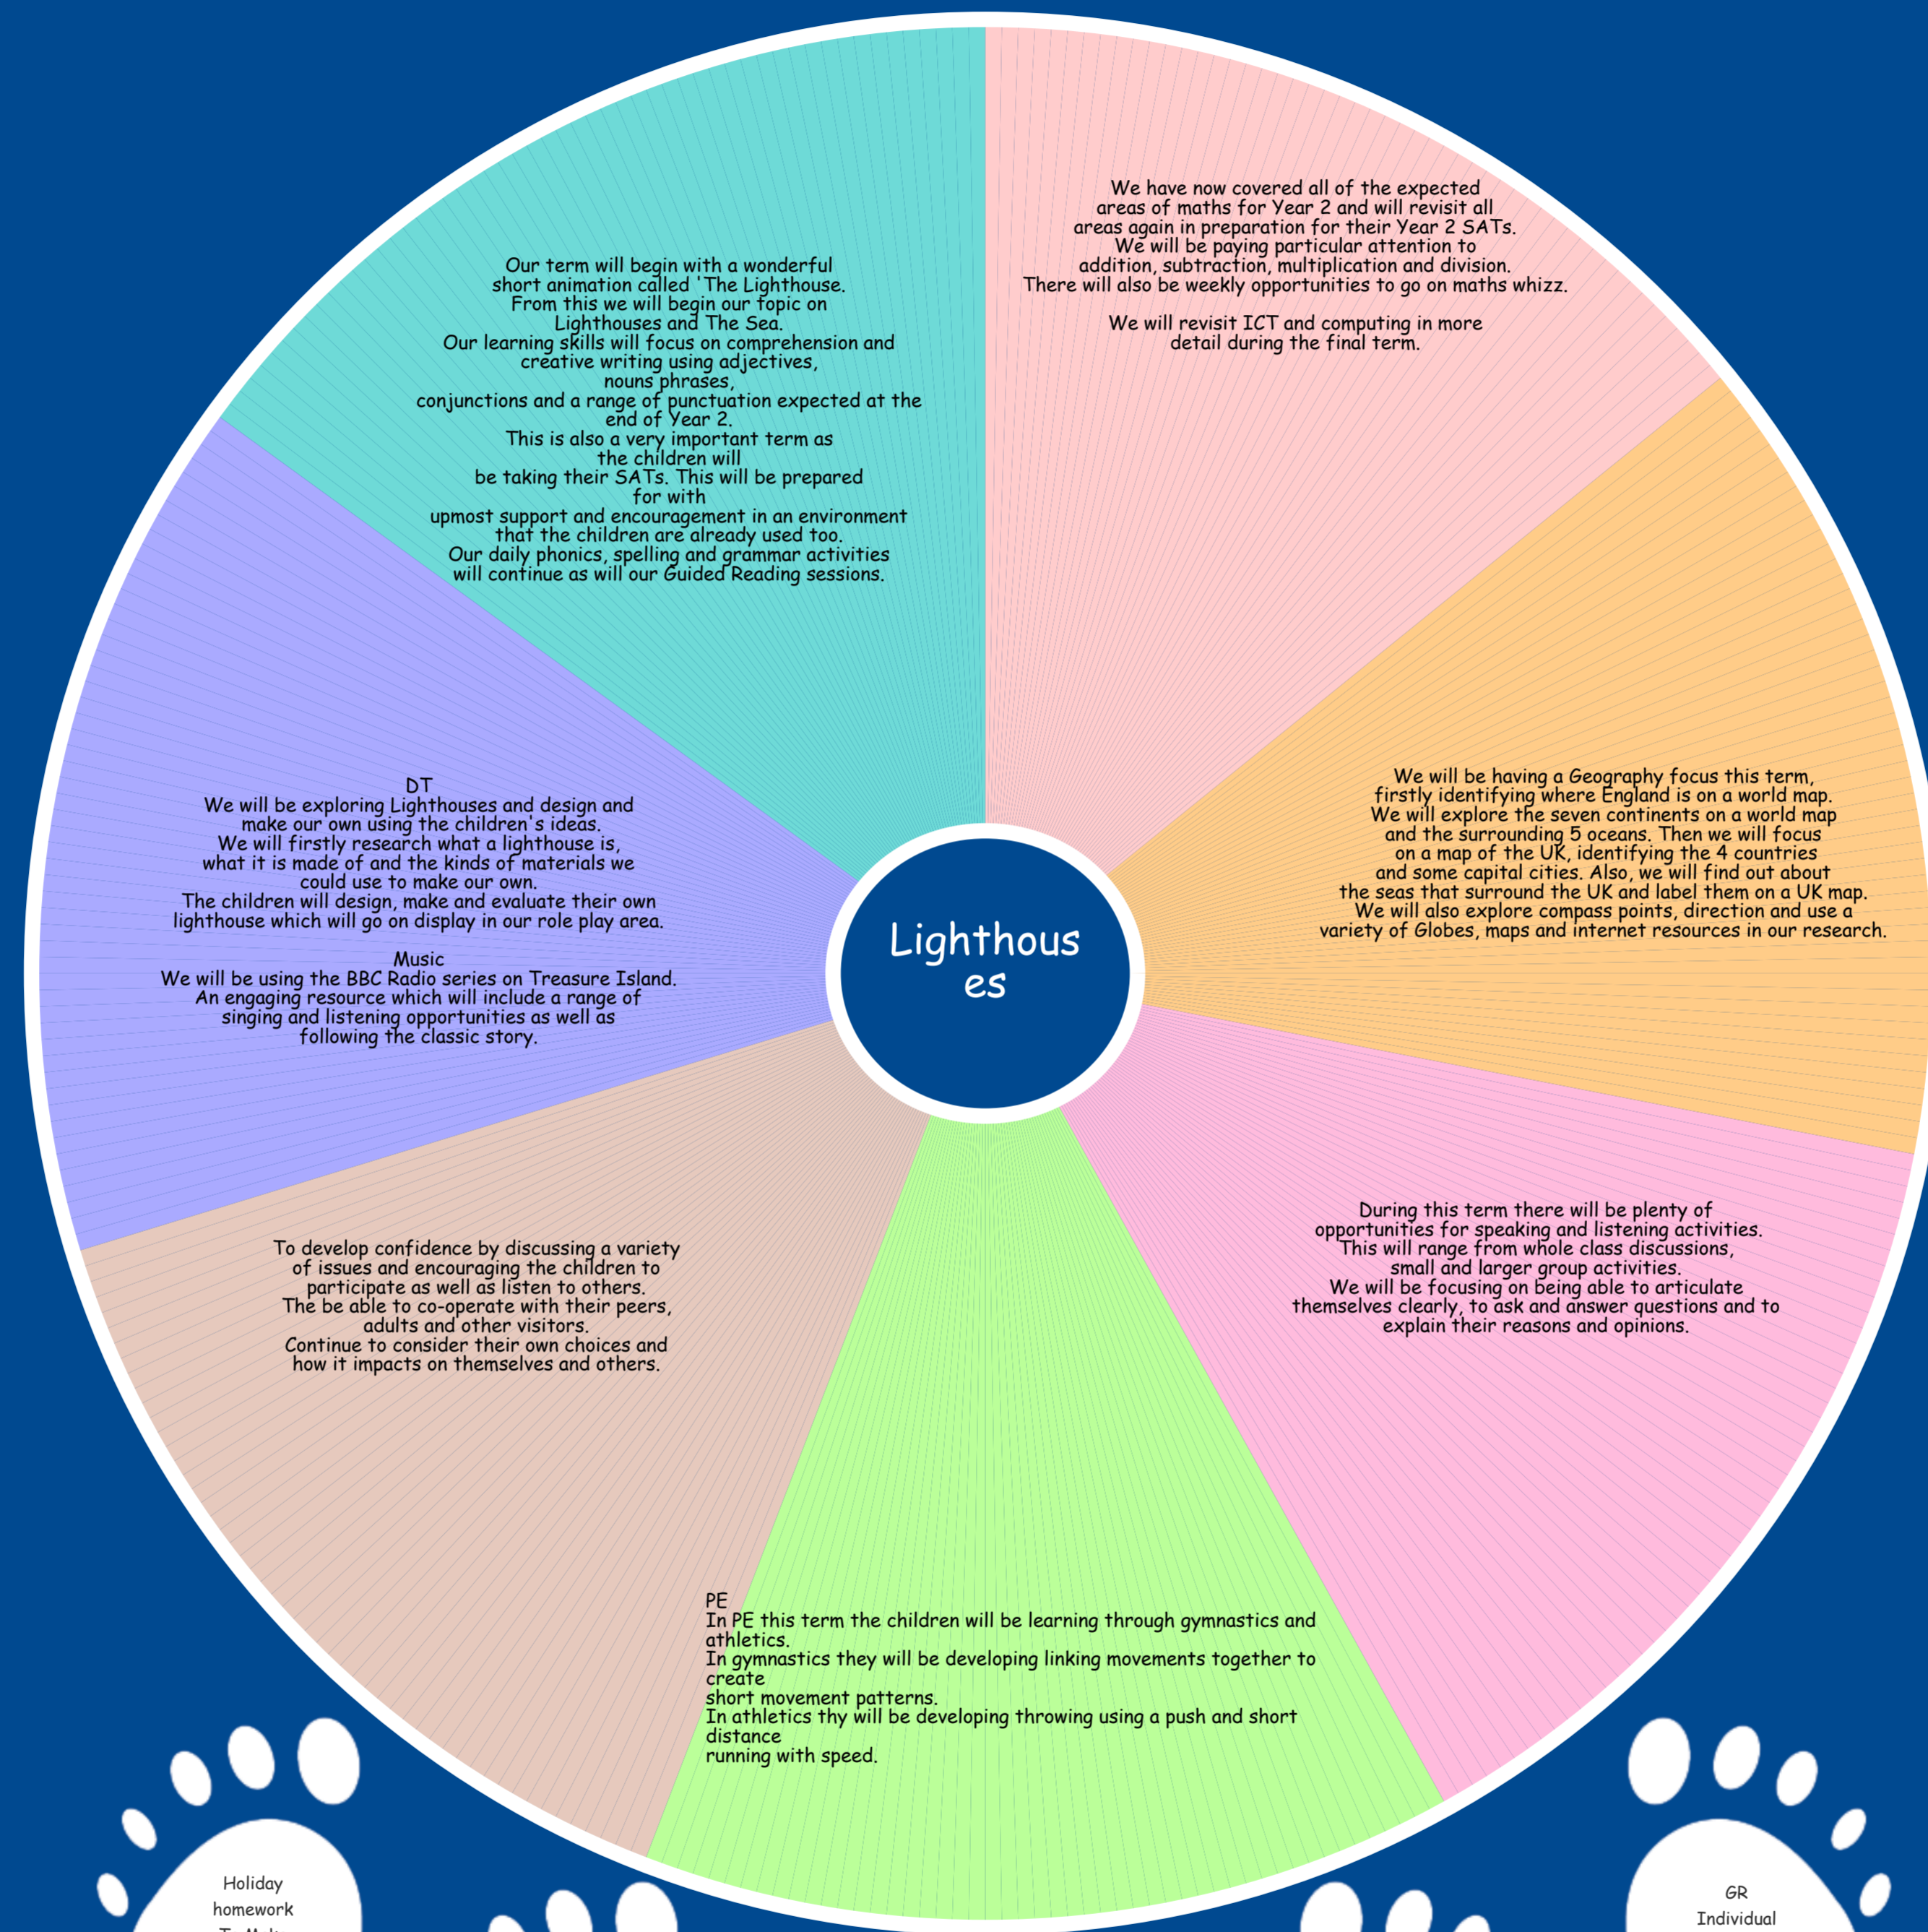 Our term will begin with a wonderful
short animation called 'The Lighthouse.
From this we will begin our topic on
Lighthouses and The Sea.
Our learning skills will focus on comprehension and
creative writing using adjectives,
nouns phrases,
conjunctions and a range of punctuation expected at the
end of Year 2.
This is also a very important term as
the children will
be taking their SATs. This will be prepared
for with
upmost support and encouragement in an environment
that the children are already used too.
Our daily phonics, spelling and grammar activities
will continue as will our Guided Reading sessions.
We have now covered all of the expected
areas of maths for Year 2 and will revisit all
areas again in preparation for their Year 2 SATs.
We will be paying particular attention to
addition, subtraction, multiplication and division.
There will also be weekly opportunities to go on maths whizz.
We will revisit ICT and computing in more
detail during the final term.
We will be having a Geography focus this term,
firstly identifying where England is on a world map.
We will explore the seven continents on a world map
and the surrounding 5 oceans. Then we will focus
on a map of the UK, identifying the 4 countries
and some capital cities. Also, we will find out about
the seas that surround the UK and label them on a UK map.
We will also explore compass points, direction and use a
variety of Globes, maps and internet resources in our research.
DT
We will be exploring Lighthouses and design and
make our own using the children's ideas.
We will firstly research what a lighthouse is,
what it is made of and the kinds of materials we
could use to make our own.
The children will design, make and evaluate their own
lighthouse which will go on display in our role play area.
Music
We will be using the BBC Radio series on Treasure Island.
An engaging resource which will include a range of
singing and listening opportunities as well as
following the classic story.
Lighthous
es
During this term there will be plenty of
opportunities for speaking and listening activities.
This will range from whole class discussions,
small and larger group activities.
We will be focusing on being able to articulate
themselves clearly, to ask and answer questions and to
explain their reasons and opinions.
To develop confidence by discussing a variety
of issues and encouraging the children to
participate as well as listen to others.
The be able to co-operate with their peers,
adults and other visitors.
Continue to consider their own choices and
how it impacts on themselves and others.
PE
In PE this term the children will be learning through gymnastics and
athletics.
In gymnastics they will be developing linking movements together to
create
short movement patterns.
In athletics thy will be developing throwing using a push and short
distance
running with speed.
Holiday
homework
GR
Individual